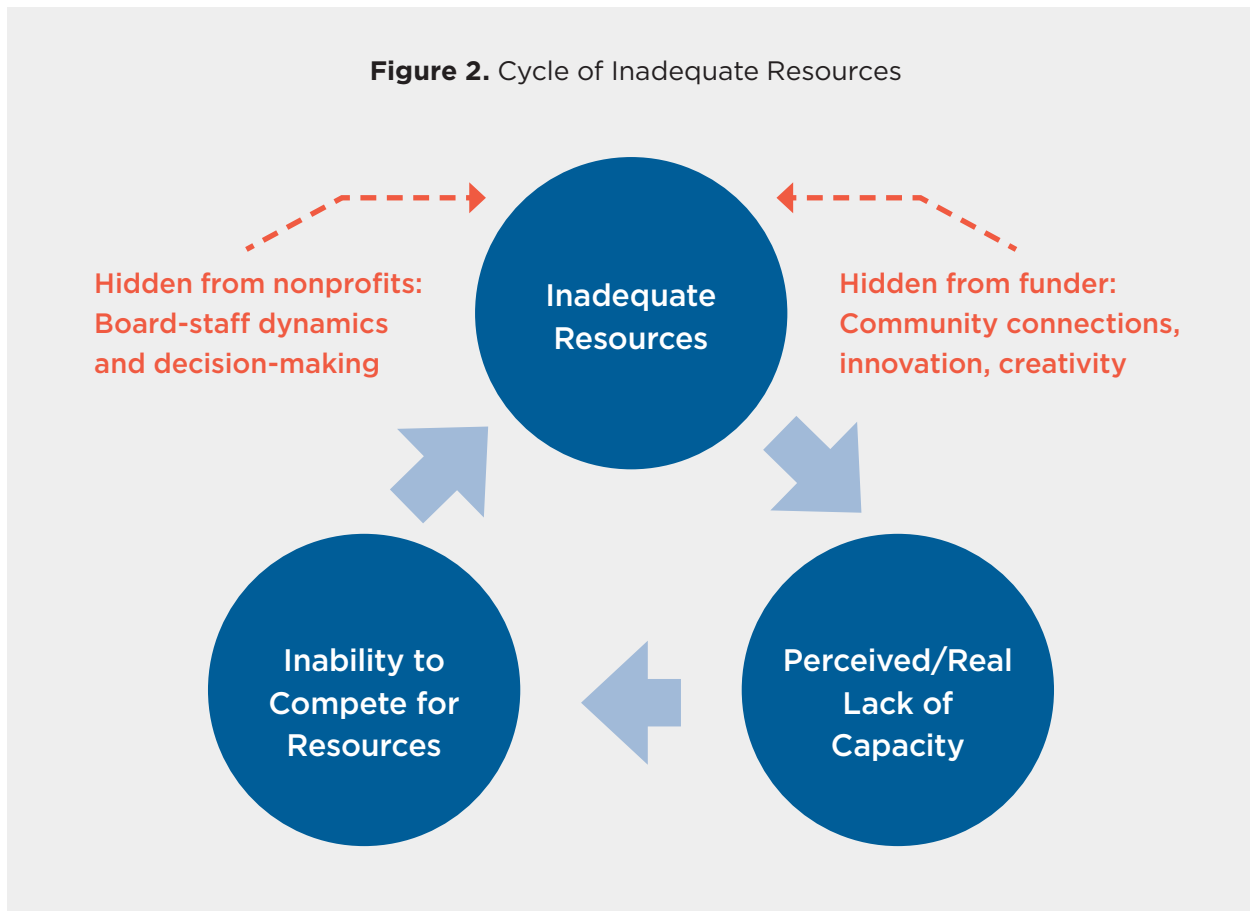 Figure 2. Cycle of Inadequate Resources
Hidden from nonprofits:
Board-staff dynamics
and decision-making
Inadequate
Resources
Hidden from funder:
Community connections,
innovation, creativity
Inability to
Compete for
Resources
Perceived/Real
Lack of
Capacity